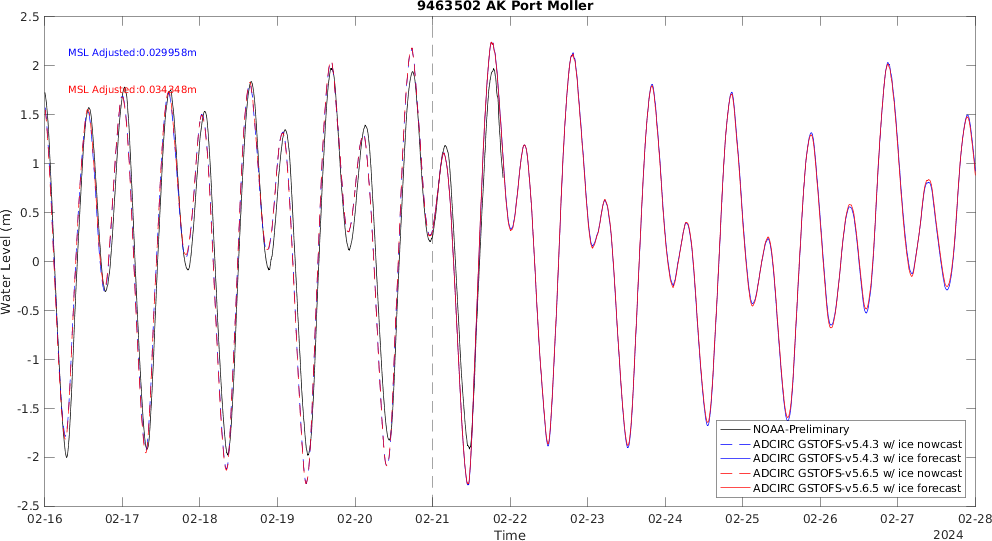 9463502 AK Port Moller
MSL Adjusted:0.029958m
MSL Adjusted:0.034348m
Water Level (m)
2.5
2
1.5
1
0.5
0
-0.5
-1
-1.5
-2
-2.5
NOAA-Preliminary
ADCIRC GSTOFS-v5.4.3 w/ ice nowcast
ADCIRC GSTOFS-v5.4.3 w/ ice forecast
ADCIRC GSTOFS-v5.6.5 w/ ice nowcast
ADCIRC GSTOFS-v5.6.5 w/ ice forecast
02-16 02-17 02-18 02-19 02-20 02-21 02-22 02-23 02-24 02-25 02-26 02-27 02-28
Time
2024